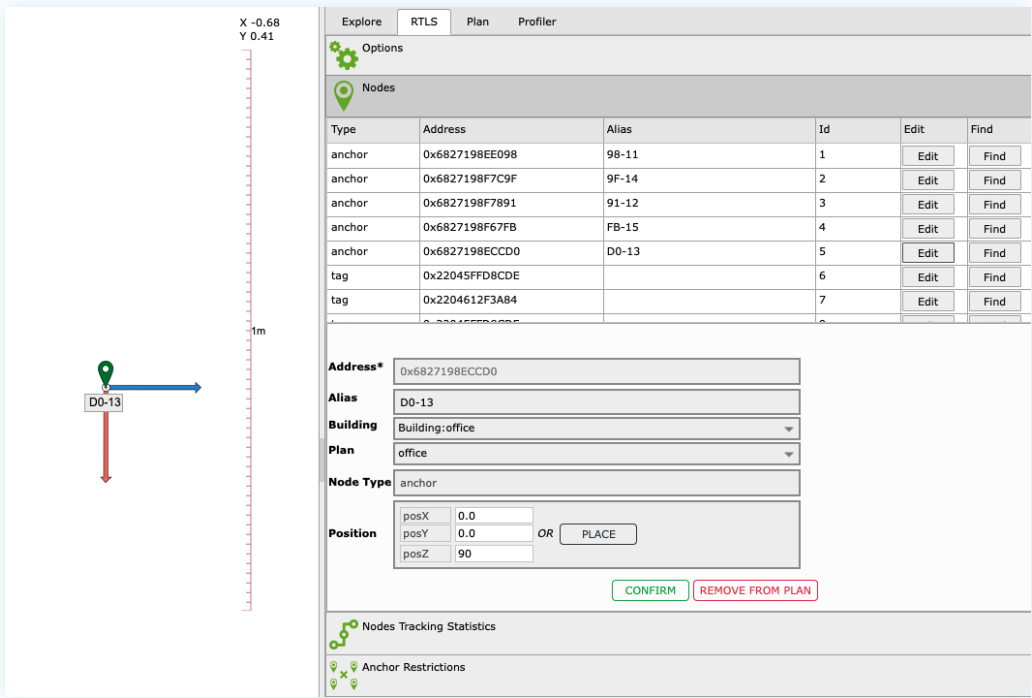 X -0.68
Y 0.41
1m
D0-13
Explore RTLS Plan Profiler
Options
Nodes
Type Address Alias Id Edit Find
anchor 0x6827198EE098 98-11 1 Edit Find
anchor 0x6827198F7C9F 9F-14 2 Edit Find
anchor 0x6827198F7891 91-12 3 Edit Find
anchor 0x6827198F67FB FB-15 4 Edit Find
anchor 0x6827198ECCD0 D0-13 5 Edit Find
tag 0x22045FFD8CDE 6 Edit Find
tag 0x2204612F3A84 7 Edit Find
Address* 0x6827198ECCD0
Alias D0-13
Building Building:office
Plan office
Node Type anchor
Position
posX 0.0
posY 0.0 OR PLACE
posZ 90
CONFIRM REMOVE FROM PLAN
Nodes Tracking Statistics
Anchor Restrictions